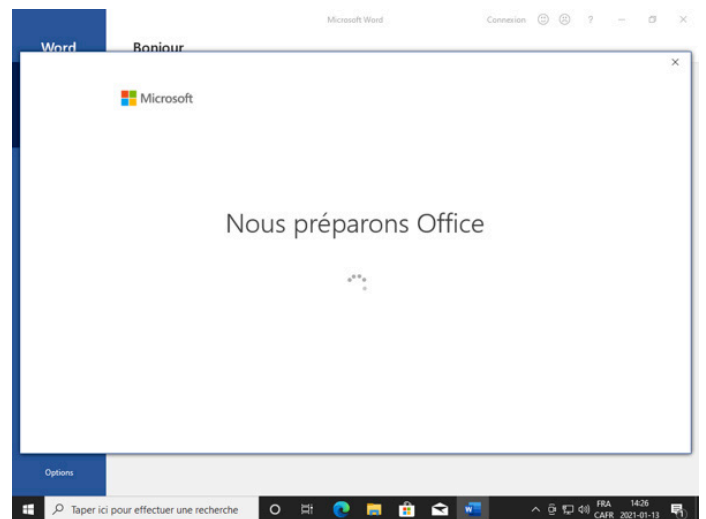 Microsoft Word
Connexion
?
Word
Bonjour
Microsoft
Nous préparons Office
Options
Taper ici pour effectuer une recherche
W
FRA
CAFR
14:26
2021-01-13